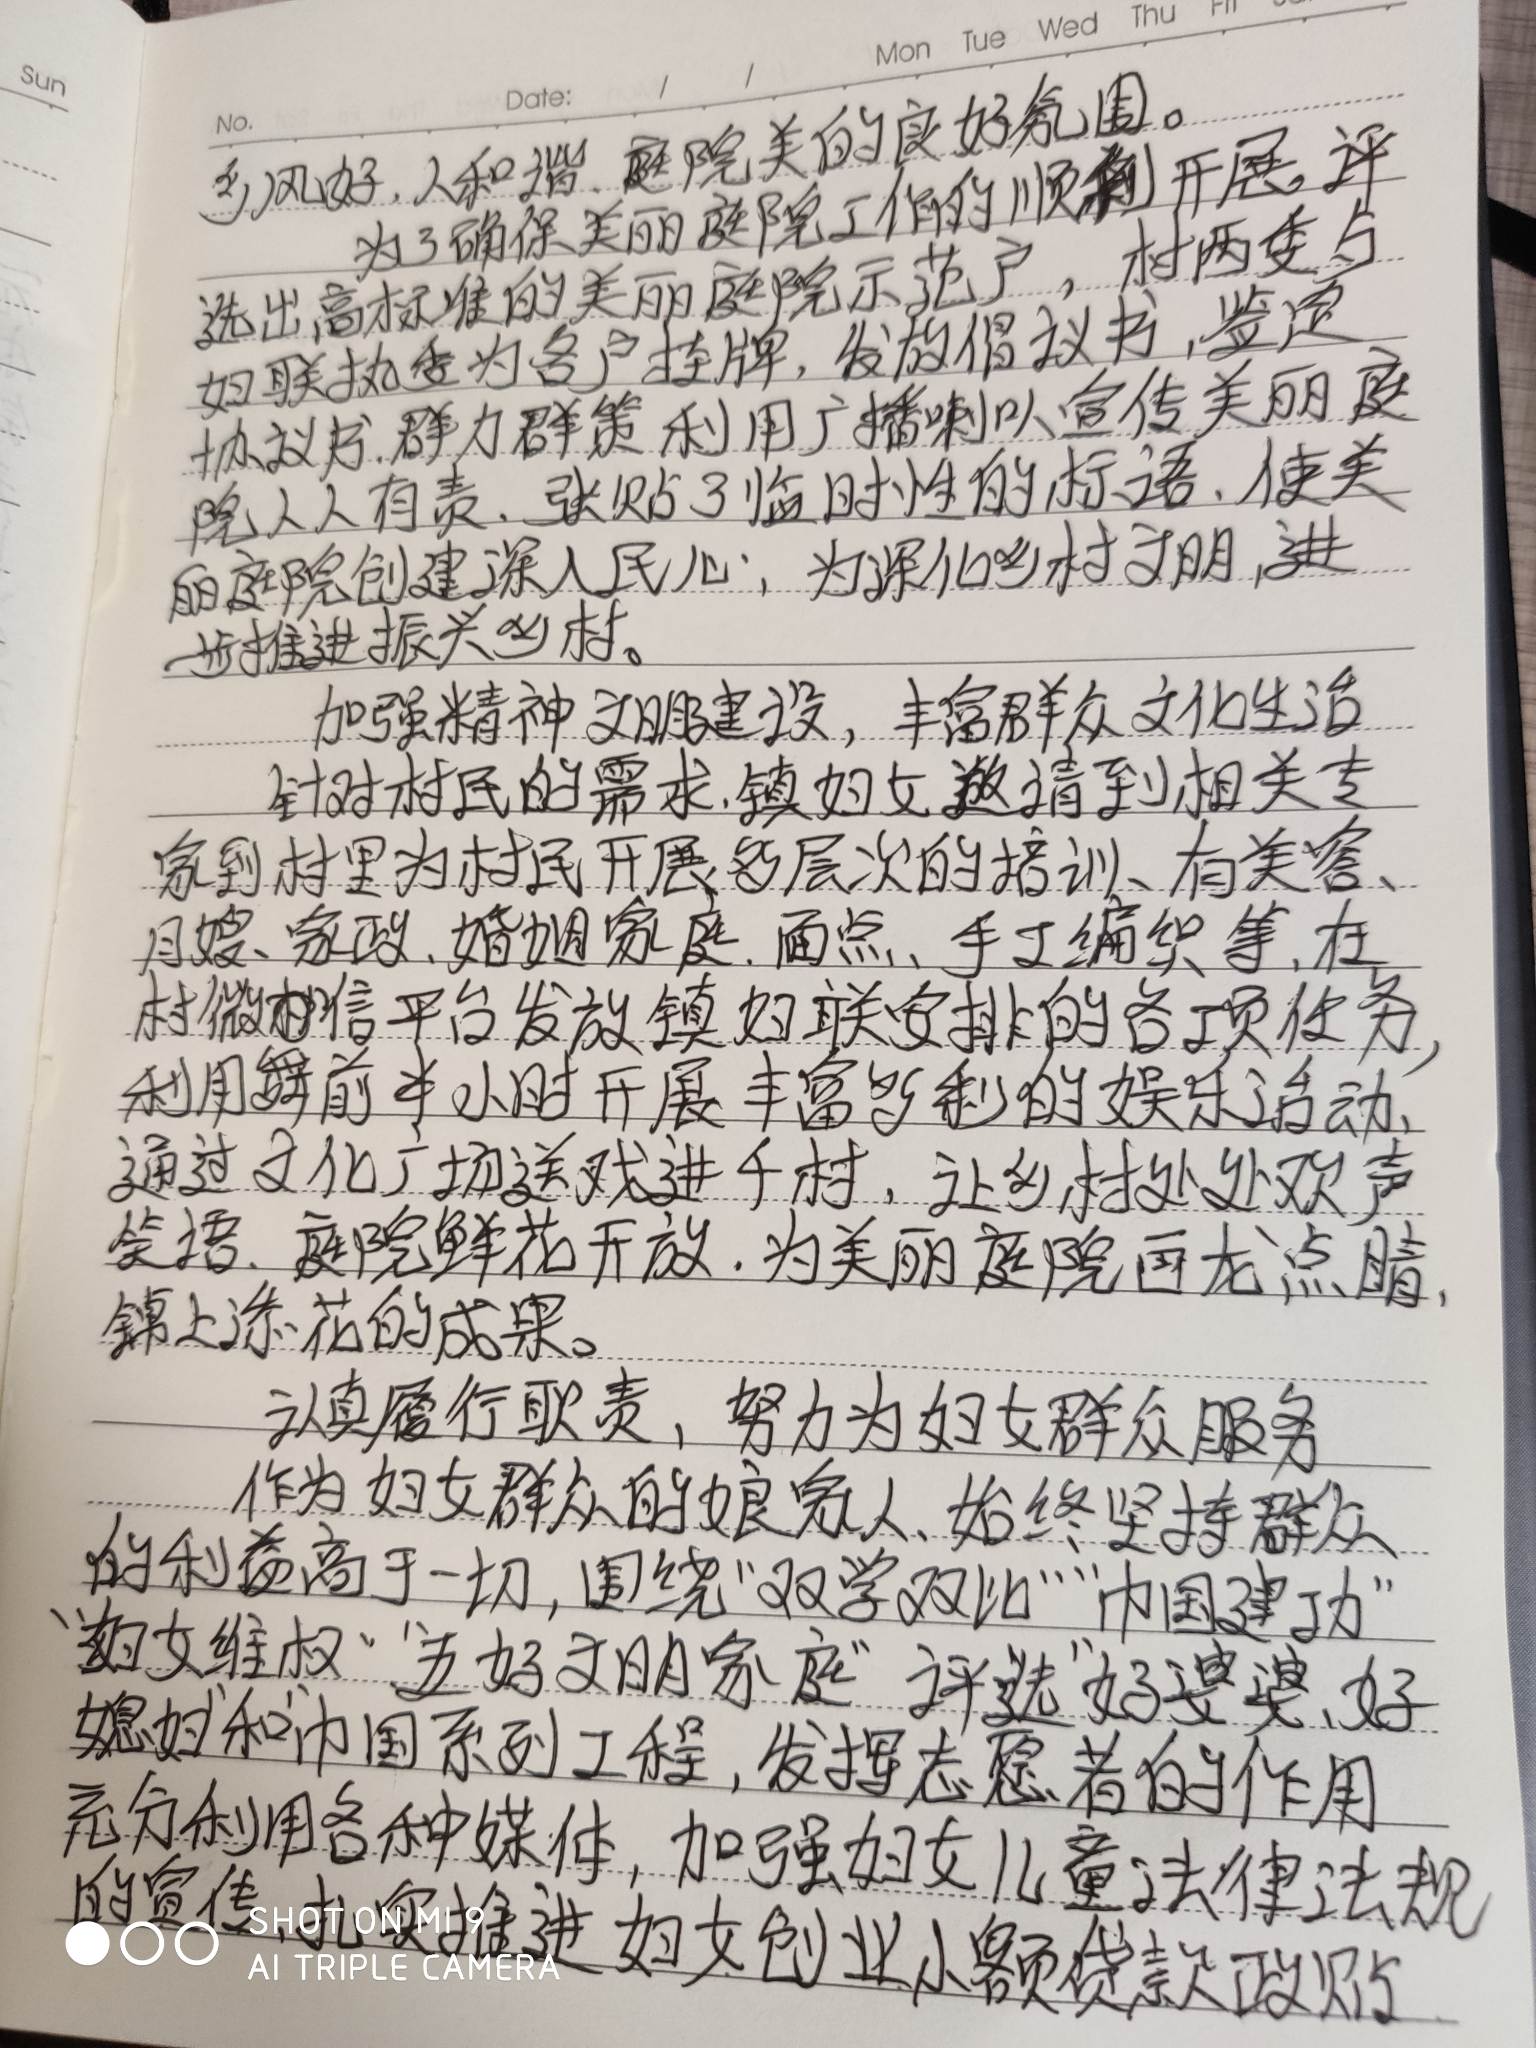 Sun
Mon Tue Wed Thu Fri
No. Date: / /
乡风好、人和谐、庭院美的良好氛围。
为了确保美丽庭院工作的顺利开展。评
选出高标准的美丽庭院示范户，村两委与
妇联执委为各户挂牌，发放倡议书，鉴定
协议书、群力群策利用广播喇叭宣传美丽庭
院人人有责、张贴了临时性的标语、使美
丽庭院创建深入民心，为深化乡村文明，进
一步推进振兴乡村。
加强精神文明建设，丰富群众文化生活
针对村民的需求、镇妇女邀请到相关专
家到村里为村民开展多层次的培训、有美容、
月嫂、家政、婚姻家庭、面点、手工编织等、在
村微信平台发放镇妇联安排的各项任务，
利用舞前半小时开展丰富多彩的娱乐活动、
通过文化广场送戏进千村，让乡村处处欢声
笑语、庭院鲜花开放、为美丽庭院画龙点睛，
锦上添花的成果。
认真履行职责，努力为妇女群众服务
作为妇女群众的娘家人、始终坚持群众
的利益高于一切，围绕"双学双比""巾国建功"
"妇女维权""五好文明家庭"评选"好婆婆、好
媳妇"和"巾国系列工程，发挥志愿者的作用
充分利用各种媒体，加强妇女儿童法律法规
的宣传、扎实推进妇女创业小额贷款政贴
SHOT ON MI 9
AI TRIPLE CAMERA